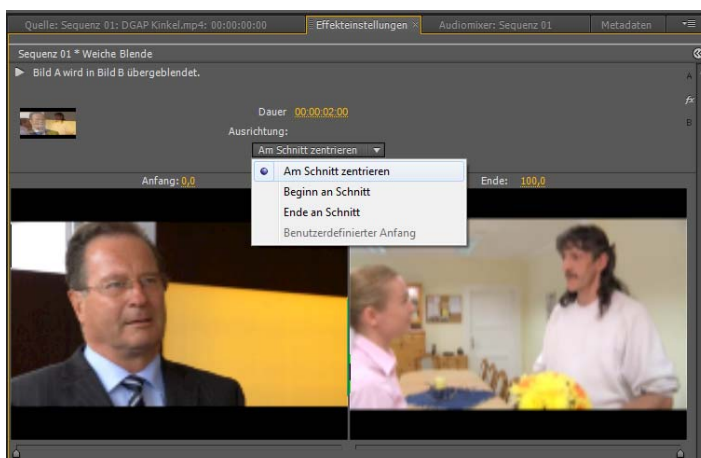 Quelle: Sequenz 01: DGAP Kinkel.mp4: 00:00:00:00 Effekteinstellungen × Audiomixer: Sequenz 01 Metadaten
Sequenz 01 * Weiche Blende
Bild A wird in Bild B übergeblendet.
A
fx
B
Dauer 00:00:02:00
Ausrichtung:
Am Schnitt zentrieren
Am Schnitt zentrieren
Beginn an Schnitt
Ende an Schnitt
Benutzerdefinierter Anfang
Anfang: 0,0 Ende: 100,0